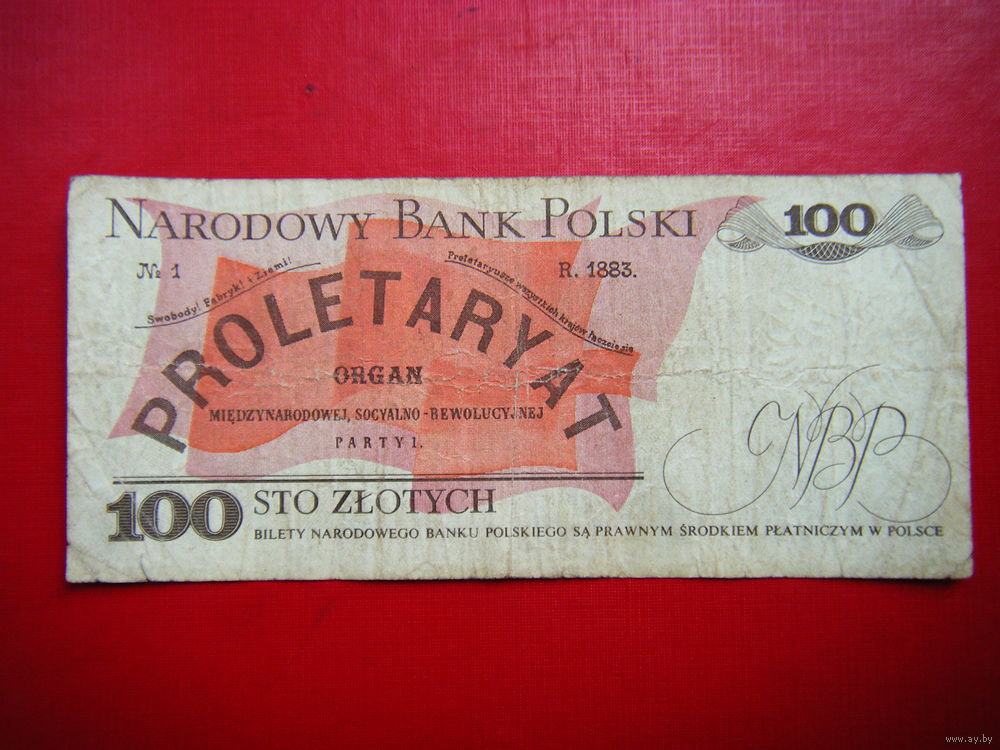 NARODOWY BANK POLSKI
100
№ 1
R. 1883.
Swobody! Fabryk! i Ziemi!
Proletaryusze wszystkich krajów łączcie się
PROLETARYAT
ORGAN
MIĘDZYNARODOWEJ, SOCYALNO-REWOLUCYJNEJ
PARTYI.
NBP
100 STO ZŁOTYCH
BILETY NARODOWEGO BANKU POLSKIEGO SĄ PRAWNYM ŚRODKIEM PŁATNICZYM W POLSCE
www.ay.by